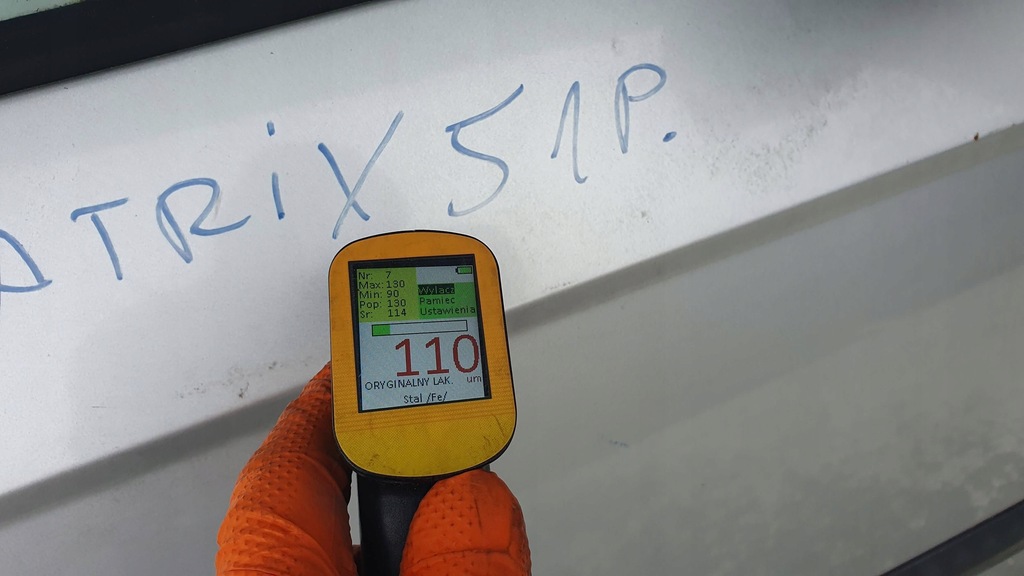 ATRiX 51P.
Nr: 7
Max: 130
Min: 90
Pop: 130
Sr: 114
Wyłącz
Pamiec
Ustawienia
110
um
ORYGINALNY LAK.
Stal /Fe/